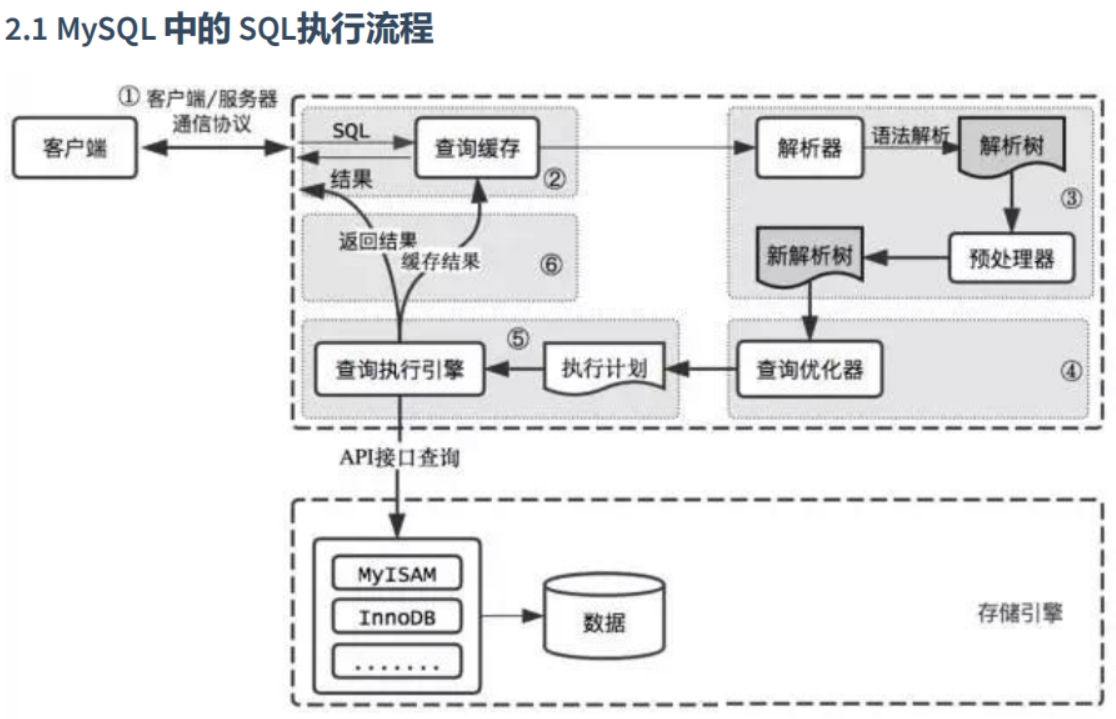 2.1 MySQL 中的 SQL执行流程
① 客户端/服务器
通信协议
客户端
SQL
查询缓存
②
结果
解析器
语法解析
解析树
③
返回结果
缓存结果
⑥
新解析树
预处理器
⑤
查询执行引擎
执行计划
查询优化器
④
API接口查询
MyISAM
InnoDB
.......
数据
存储引擎